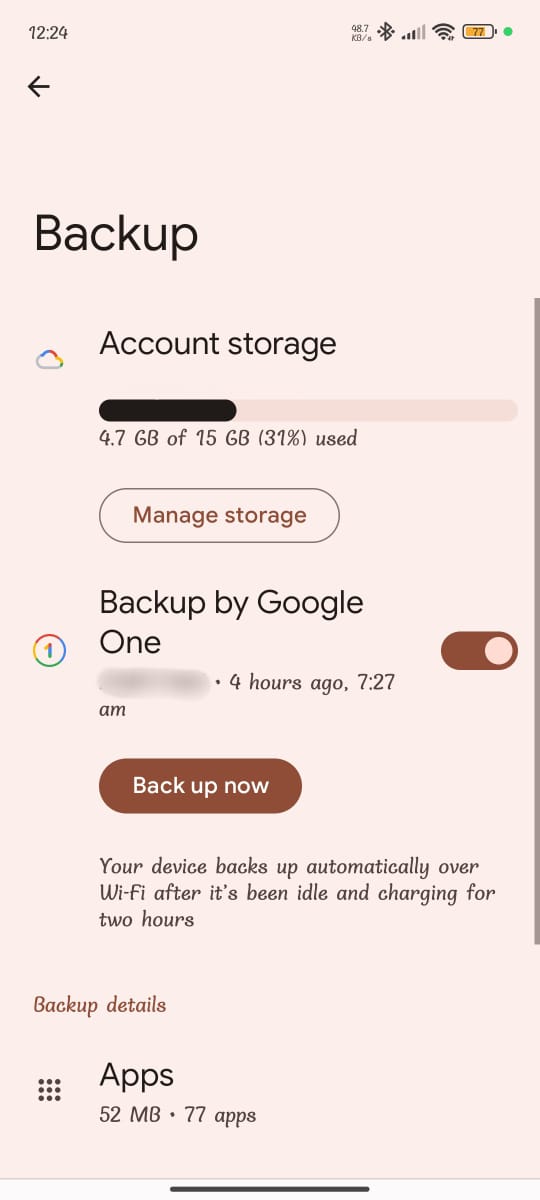 12:24
48.7
KB/s
77
Backup
Account storage
4.7 GB of 15 GB (31%) used
Manage storage
Backup by Google
One
1
• 4 hours ago, 7:27
am
Back up now
Your device backs up automatically over
Wi-Fi after it's been idle and charging for
two hours
Backup details
Apps
52 MB • 77 apps